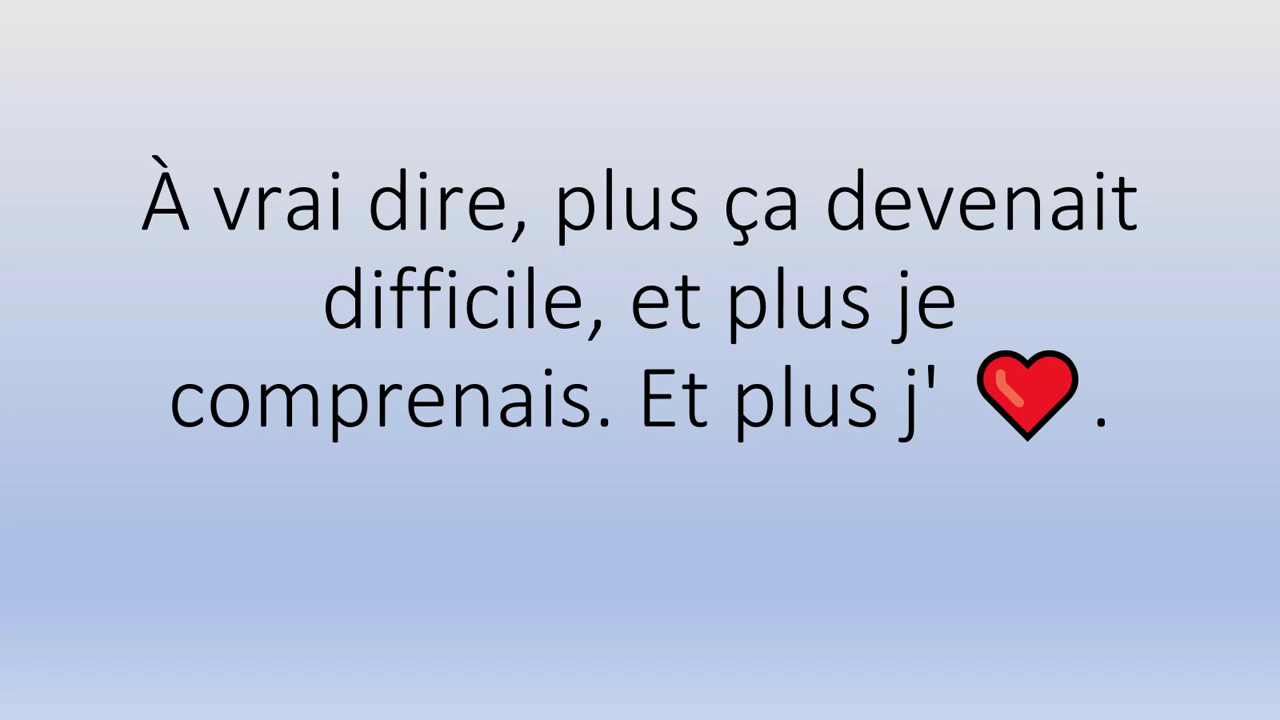 À vrai dire, plus ça devenait
difficile, et plus je
comprenais. Et plus j' ❤️.